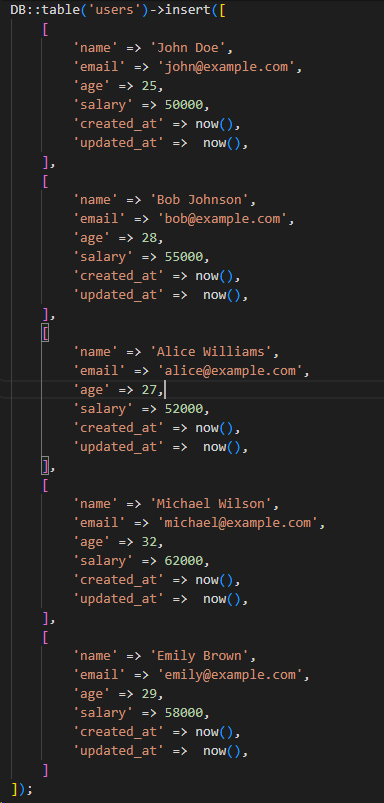 DB::table('users')->insert([
    [
        'name' => 'John Doe',
        'email' => 'john@example.com',
        'age' => 25,
        'salary' => 50000,
        'created_at' => now(),
        'updated_at' =>  now(),
    ],
    [
        'name' => 'Bob Johnson',
        'email' => 'bob@example.com',
        'age' => 28,
        'salary' => 55000,
        'created_at' => now(),
        'updated_at' =>  now(),
    ],
    [
        'name' => 'Alice Williams',
        'email' => 'alice@example.com',
        'age' => 27,
        'salary' => 52000,
        'created_at' => now(),
        'updated_at' =>  now(),
    ],
    [
        'name' => 'Michael Wilson',
        'email' => 'michael@example.com',
        'age' => 32,
        'salary' => 62000,
        'created_at' => now(),
        'updated_at' =>  now(),
    ],
    [
        'name' => 'Emily Brown',
        'email' => 'emily@example.com',
        'age' => 29,
        'salary' => 58000,
        'created_at' => now(),
        'updated_at' =>  now(),
    ]
]);